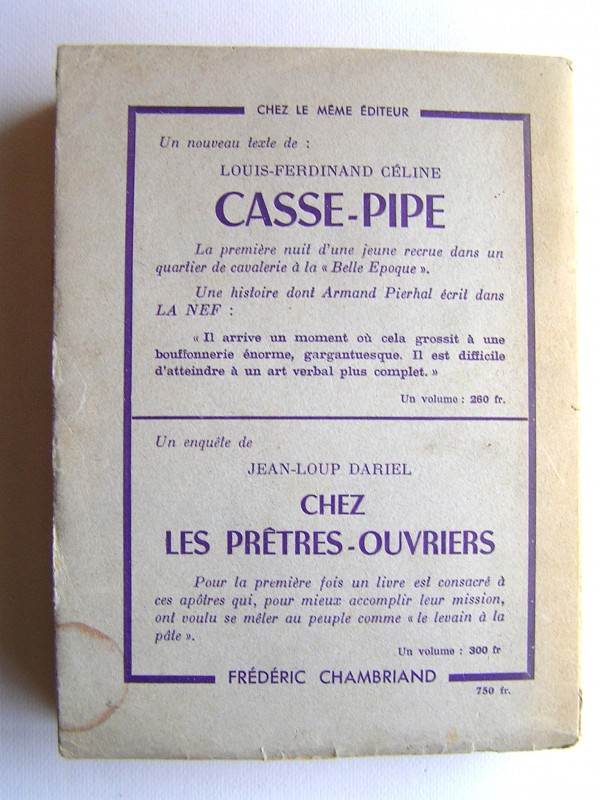 CHEZ LE MÊME ÉDITEUR
Un nouveau texte de :
LOUIS-FERDINAND CÉLINE
CASSE-PIPE
La première nuit d'une jeune recrue dans un
quartier de cavalerie à la « Belle Epoque ».
Une histoire dont Armand Pierhal écrit dans
LA NEF :
« Il arrive un moment où cela grossit à une
bouffonnerie énorme, gargantuesque. Il est difficile
d'atteindre à un art verbal plus complet. »
Un volume : 260 fr.
Un enquête de
JEAN-LOUP DARIEL
CHEZ
LES PRÊTRES-OUVRIERS
Pour la première fois un livre est consacré à
ces apôtres qui, pour mieux accomplir leur mission,
ont voulu se mêler au peuple comme « le levain à la
pâte ».
Un volume : 300 fr
FRÉDÉRIC CHAMBRIAND
750 fr.